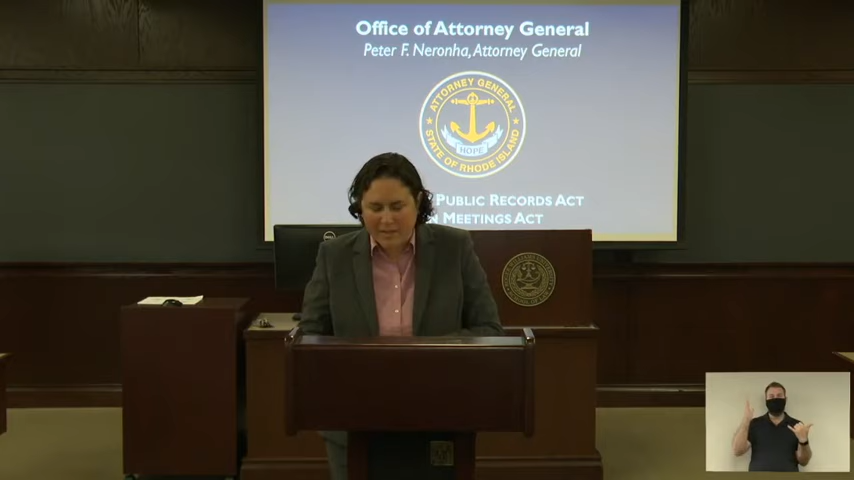 Office of Attorney General
Peter F. Neronha, Attorney General
ATTORNEY GENERAL
HOPE
STATE OF RHODE ISLAND
PUBLIC RECORDS ACT
MEETINGS ACT
DELL